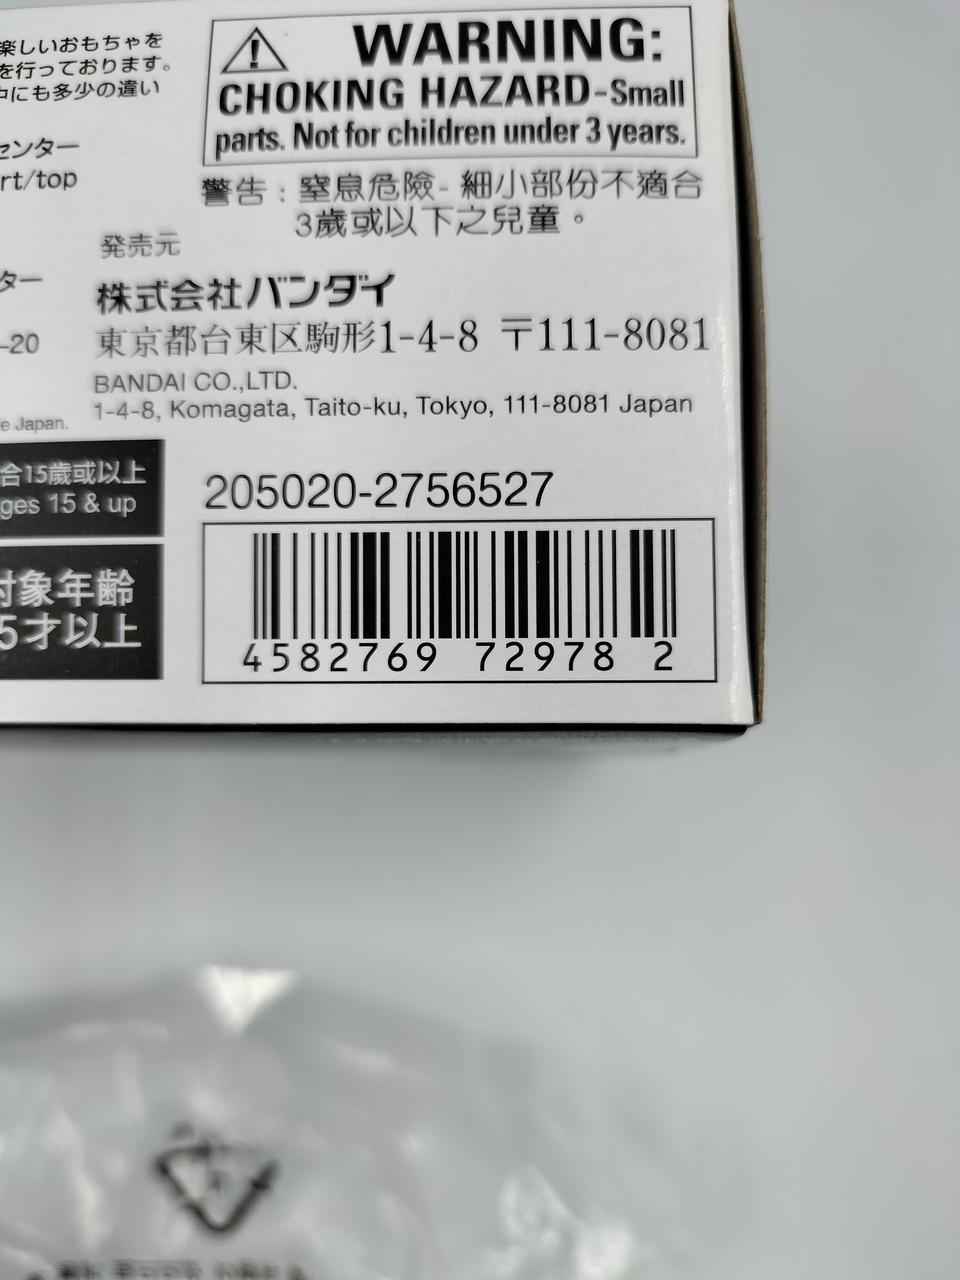 楽しいおもちゃを
を行っております。
中にも多少の違い
センター
rt/top
ター
-20
e Japan.
合15歲或以上
ges 15 & up
対象年齢
5才以上
WARNING:
CHOKING HAZARD-Small
parts. Not for children under 3 years.
警告 : 窒息危險- 細小部份不適合
3歲或以下之兒童。
発売元
株式会社バンダイ
東京都台東区駒形1-4-8 〒111-8081
BANDAI CO.,LTD.
1-4-8, Komagata, Taito-ku, Tokyo, 111-8081 Japan
205020-2756527
4582769 72978 2